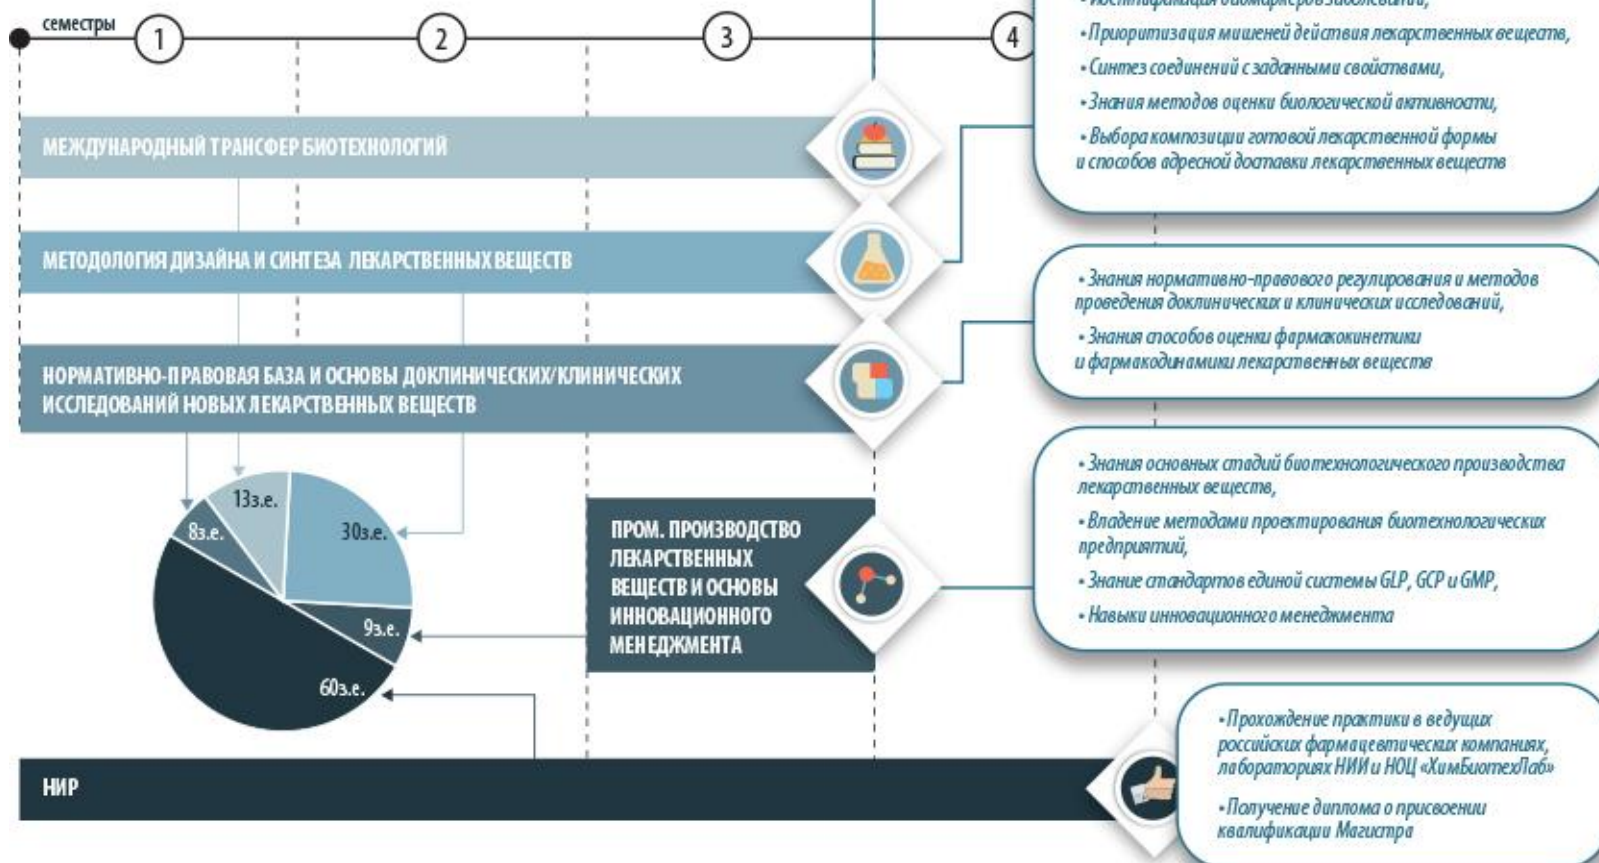 семестры
1
2
3
4
• Идентификация биомаркеров заболеваний,
• Приоритизация мишеней действия лекарственных веществ,
• Синтез соединений с заданными свойствами,
• Знания методов оценки биологической активности,
• Выбора композиции готовой лекарственной формы
и способов адресной доставки лекарственных веществ
МЕЖДУНАРОДНЫЙ ТРАНСФЕР БИОТЕХНОЛОГИЙ
МЕТОДОЛОГИЯ ДИЗАЙНА И СИНТЕЗА ЛЕКАРСТВЕННЫХ ВЕЩЕСТВ
• Знания нормативно-правового регулирования и методов
проведения доклинических и клинических исследований,
• Знания способов оценки фармакокинетики
и фармакодинамики лекарственных веществ
НОРМАТИВНО-ПРАВОВАЯ БАЗА И ОСНОВЫ ДОКЛИНИЧЕСКИХ/КЛИНИЧЕСКИХ
ИССЛЕДОВАНИЙ НОВЫХ ЛЕКАРСТВЕННЫХ ВЕЩЕСТВ
13з.е.
8з.е.
30з.е.
9з.е.
60з.е.
ПРОМ. ПРОИЗВОДСТВО
ЛЕКАРСТВЕННЫХ
ВЕЩЕСТВ И ОСНОВЫ
ИННОВАЦИОННОГО
МЕНЕДЖМЕНТА
• Знания основных стадий биотехнологического производства
лекарственных веществ,
• Владение методами проектирования биотехнологических
предприятий,
• Знание стандартов единой системы GLP, GCP и GMP,
• Навыки инновационного менеджмента
НИР
• Прохождение практики в ведущих
российских фармацевтических компаниях,
лабораториях НИИ и НОЦ «ХимБиотехЛаб»
• Получение диплома о присвоении
квалификации Магистра